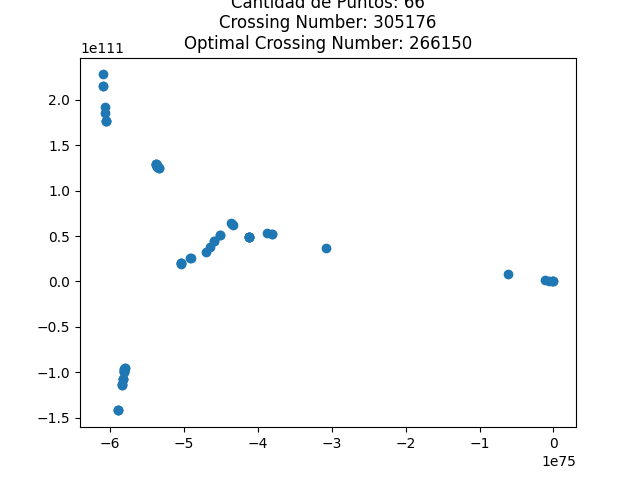 Cantidad de Puntos: 66
Crossing Number: 305176
Optimal Crossing Number: 266150
1e111
2.0
1.5
1.0
0.5
0.0
−0.5
−1.0
−1.5
−6 −5 −4 −3 −2 −1 0
1e75